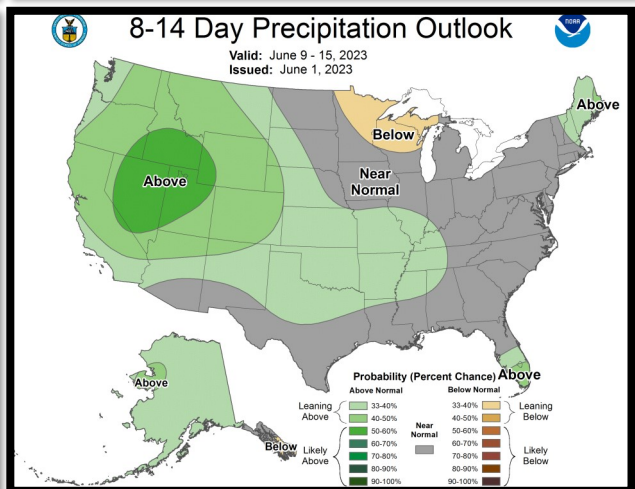 8-14 Day Precipitation Outlook
NOAA
Valid: June 9 - 15, 2023
Issued: June 1, 2023
Above
Below
Near
Normal
Above
Above
Above
Below
Probability (Percent Chance)
Above Normal
Below Normal
Leaning
Above
33-40%
40-50%
Likely
Above
50-60%
60-70%
70-80%
80-90%
90-100%
Near
Normal
33-40%
40-50%
Leaning
Below
50-60%
60-70%
70-80%
80-90%
90-100%
Likely
Below